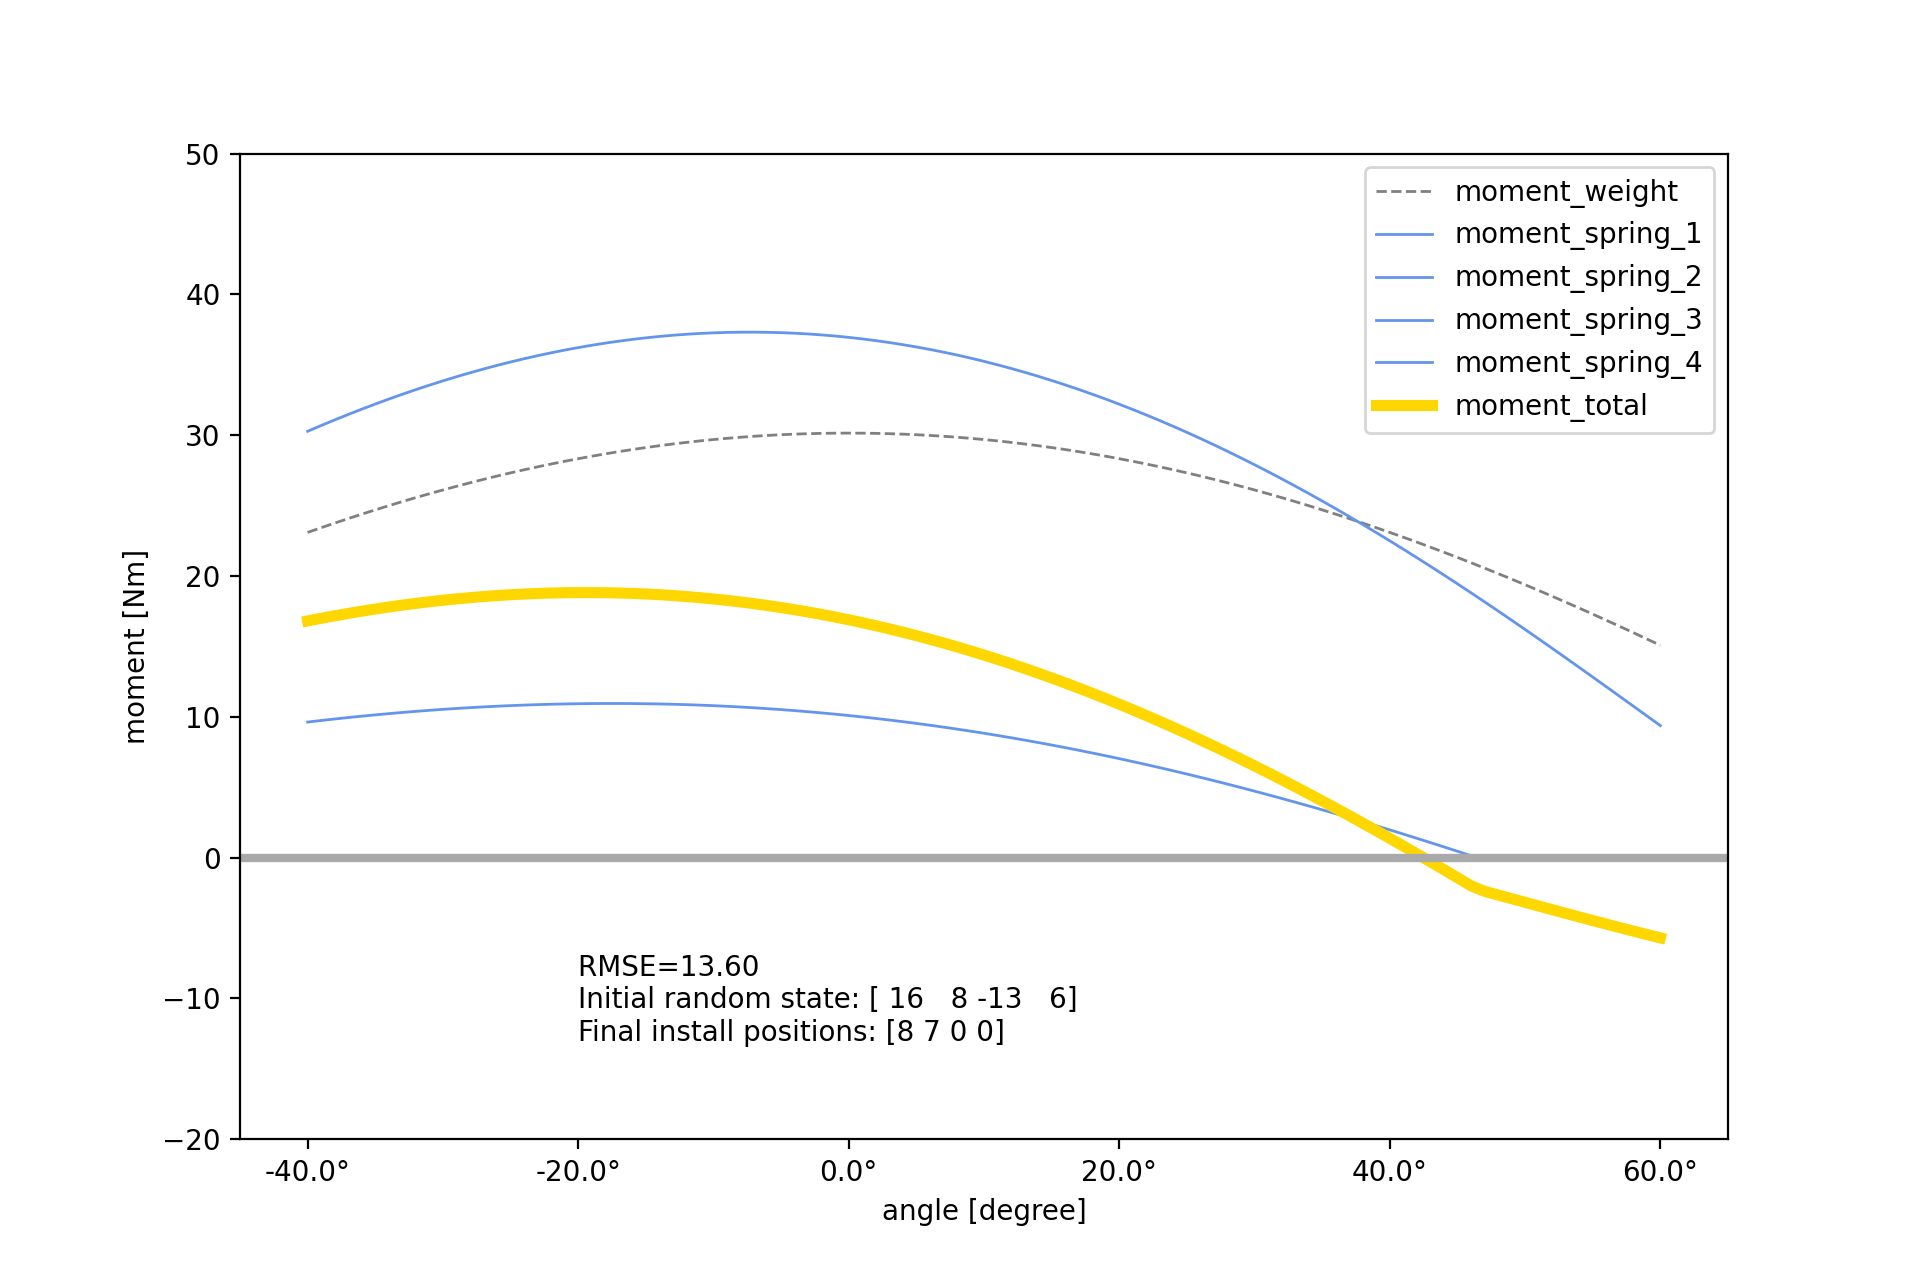 50
40
30
20
10
0
−10
−20
moment [Nm]
moment_weight
moment_spring_1
moment_spring_2
moment_spring_3
moment_spring_4
moment_total
RMSE=13.60
Initial random state: [ 16   8 -13   6]
Final install positions: [8 7 0 0]
-40.0° -20.0° 0.0° 20.0° 40.0° 60.0°
angle [degree]